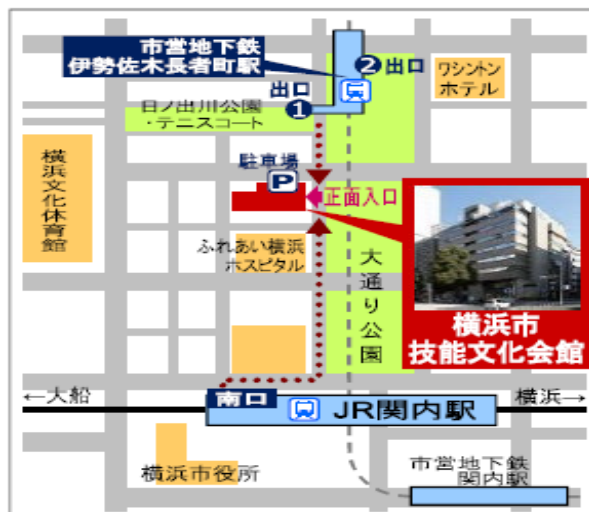 市営地下鉄
伊勢佐木長者町駅
2 出口
ワシントン
ホテル
出口
1
日ノ出川公園
・テニスコート
横浜文化体育館
駐車場
P
正面入口
ふれあい横浜
ホスピタル
大通り公園
横浜市
技能文化会館
←大船
南口
JR関内駅
横浜→
横浜市役所
市営地下鉄
関内駅